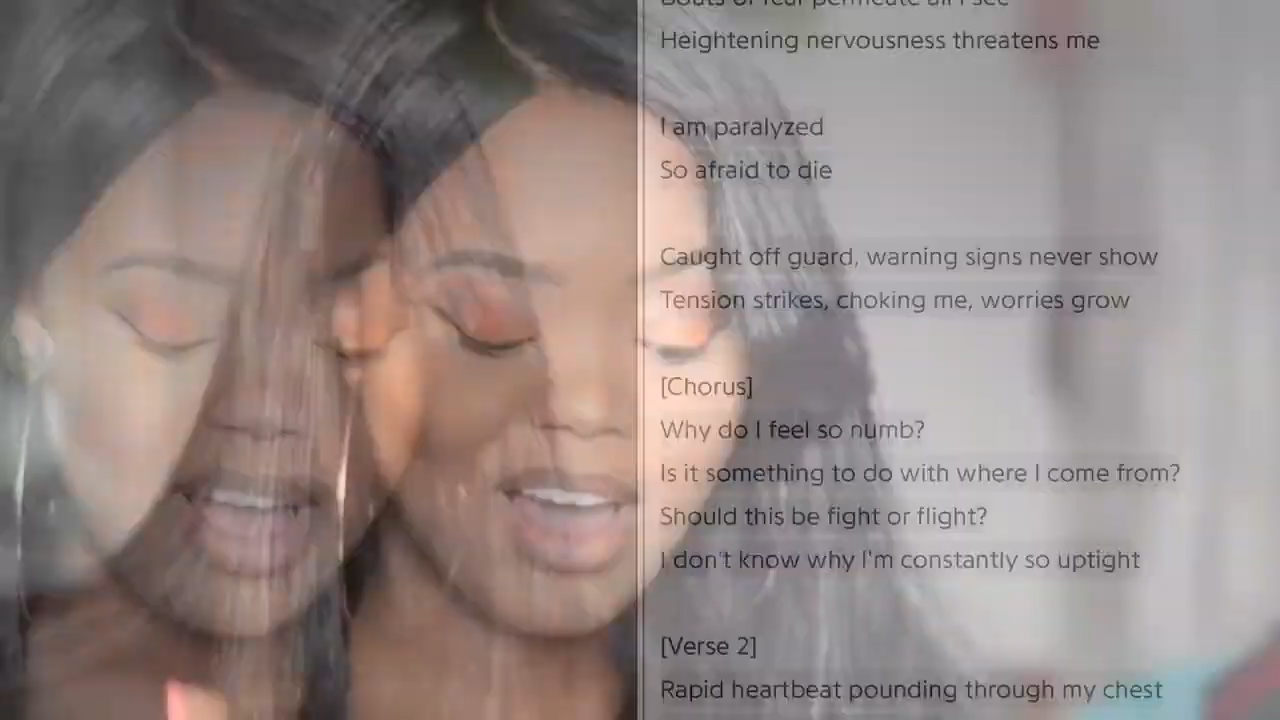 Heightening nervousness threatens me
I am paralyzed
So afraid to die
Caught off guard, warning signs never show
Tension strikes, choking me, worries grow
[Chorus]
Why do I feel so numb?
Is it something to do with where I come from?
Should this be fight or flight?
I don't know why I'm constantly so uptight
[Verse 2]
Rapid heartbeat pounding through my chest